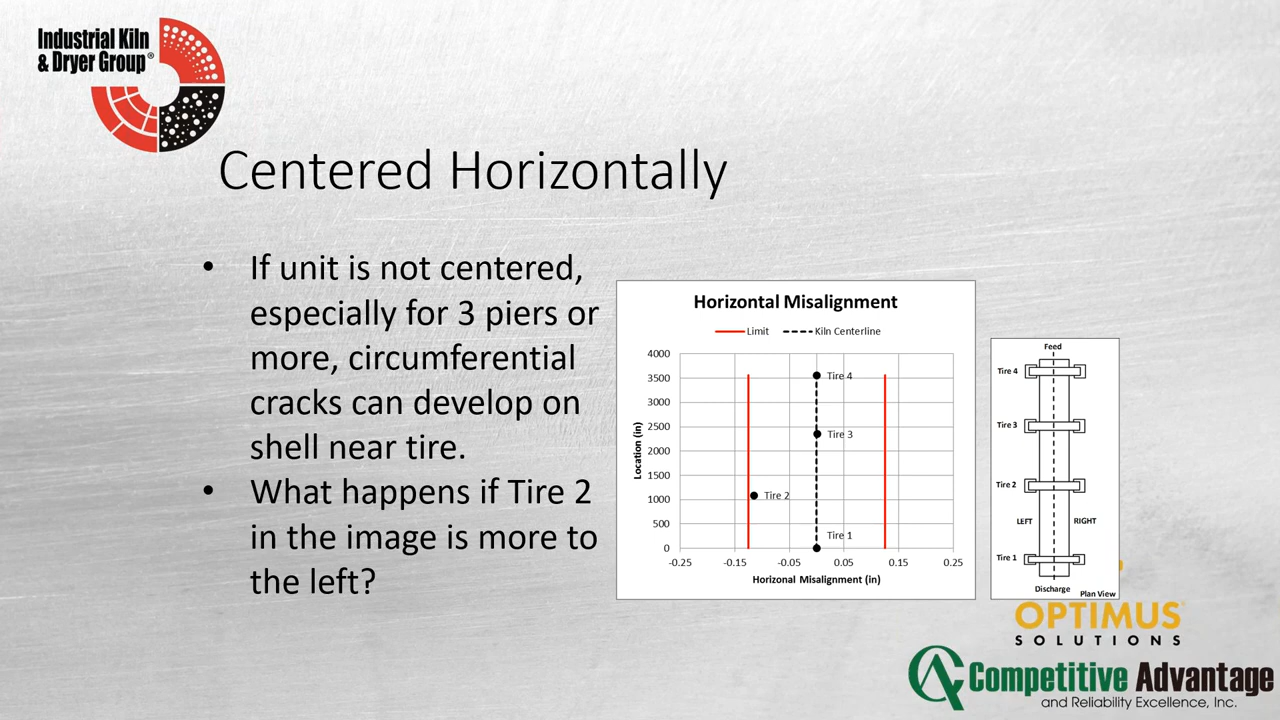 Industrial Kiln
& Dryer Group®
Centered Horizontally
• If unit is not centered,
especially for 3 piers or
more, circumferential
cracks can develop on
shell near tire.
• What happens if Tire 2
in the image is more to
the left?
Horizontal Misalignment
Limit Kiln Centerline
4000
3500
3000
2500
2000
1500
1000
500
0
Location (in)
Tire 4
Tire 3
Tire 2
Tire 1
-0.25 -0.15 -0.05 0.05 0.15 0.25
Horizonal Misalignment (in)
Feed
Tire 4
Tire 3
Tire 2
LEFT RIGHT
Tire 1
Discharge
Plan View
OPTIMUS
SOLUTIONS
CA Competitive Advantage
and Reliability Excellence, Inc.